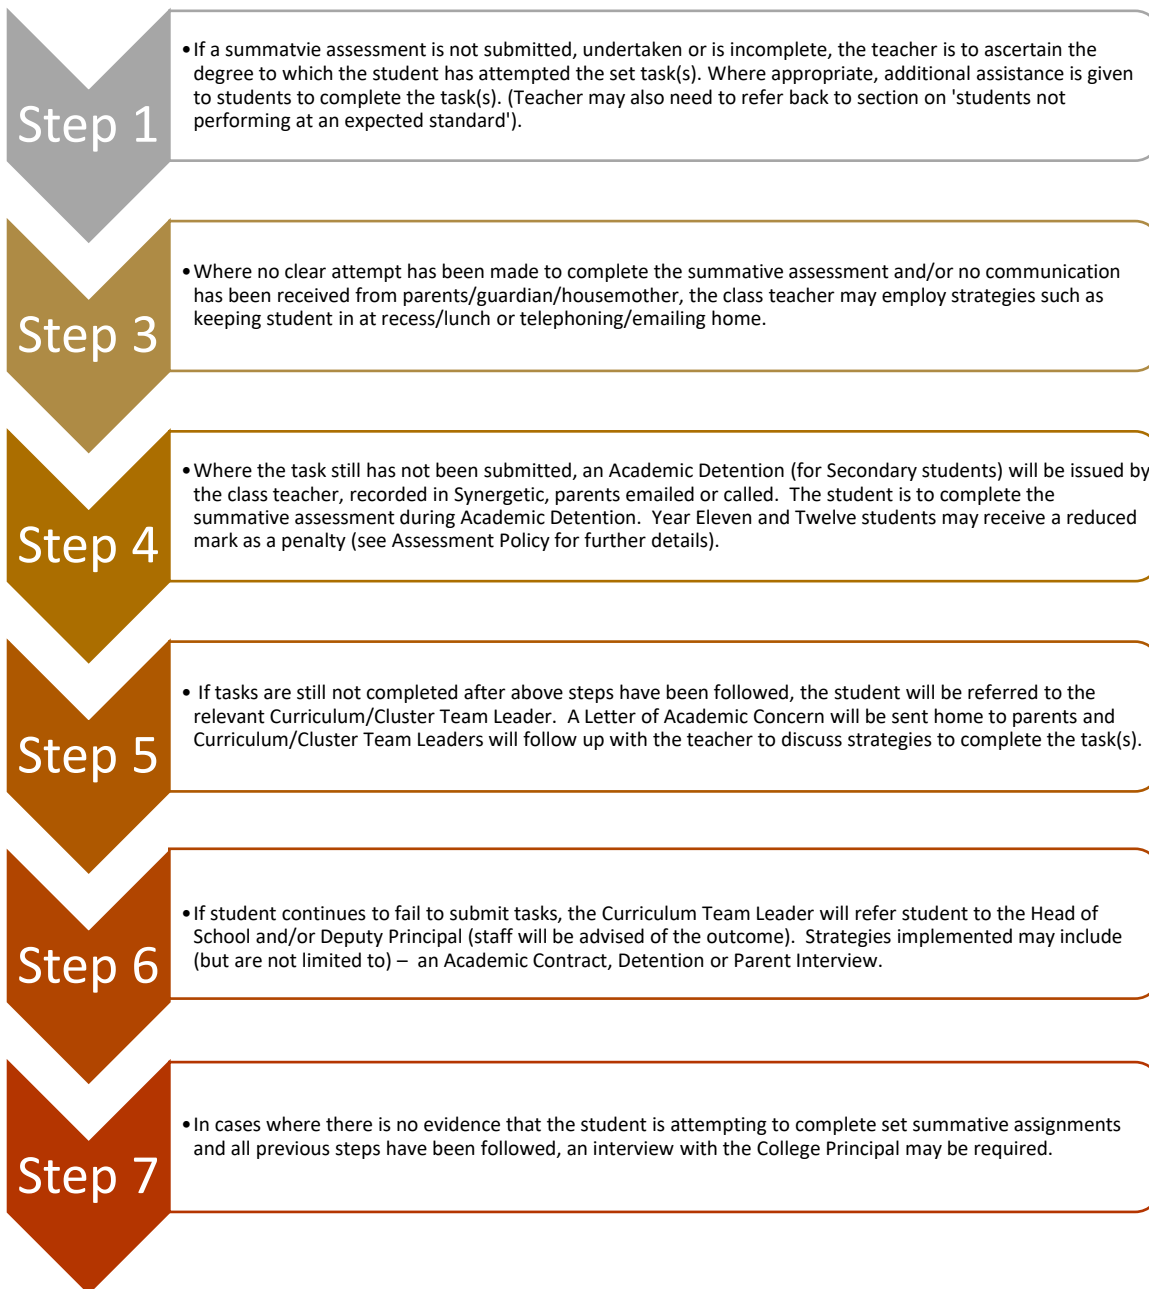 Step 1
•If a summatvie assessment is not submitted, undertaken or is incomplete, the teacher is to ascertain the
degree to which the student has attempted the set task(s). Where appropriate, additional assistance is given
to students to complete the task(s). (Teacher may also need to refer back to section on 'students not
performing at an expected standard').
Step 3
•Where no clear attempt has been made to complete the summative assessment and/or no communication
has been received from parents/guardian/housemother, the class teacher may employ strategies such as
keeping student in at recess/lunch or telephoning/emailing home.
Step 4
•Where the task still has not been submitted, an Academic Detention (for Secondary students) will be issued by
the class teacher, recorded in Synergetic, parents emailed or called.  The student is to complete the
summative assessment during Academic Detention.  Year Eleven and Twelve students may receive a reduced
mark as a penalty (see Assessment Policy for further details).
Step 5
• If tasks are still not completed after above steps have been followed, the student will be referred to the
relevant Curriculum/Cluster Team Leader.  A Letter of Academic Concern will be sent home to parents and
Curriculum/Cluster Team Leaders will follow up with the teacher to discuss strategies to complete the task(s).
Step 6
•If student continues to fail to submit tasks, the Curriculum Team Leader will refer student to the Head of
School and/or Deputy Principal (staff will be advised of the outcome).  Strategies implemented may include
(but are not limited to) –  an Academic Contract, Detention or Parent Interview.
Step 7
•In cases where there is no evidence that the student is attempting to complete set summative assignments
and all previous steps have been followed, an interview with the College Principal may be required.